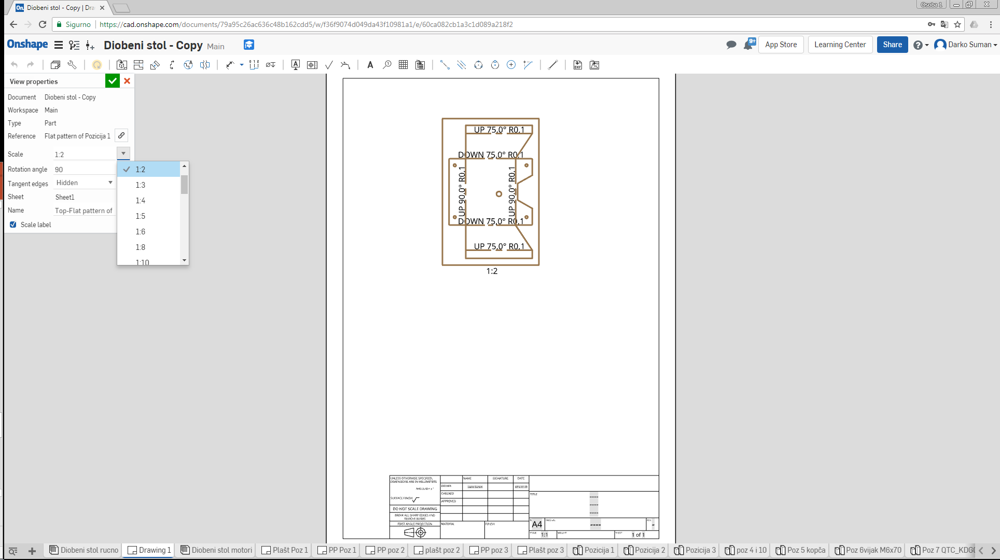 Diobeni stol - Copy | Dra
Osoba 1
Sigurno
https://cad.onshape.com/documents/79a95c26ac636c48b162cdd5/w/f36f9074d049da43f10981a1/e/60ca082cb1a3c1d089a218f2
Onshape
Diobeni stol - Copy Main
9+
App Store
Learning Center
Share
Darko Suman
View properties
Document Diobeni stol - Copy
Workspace Main
Type Part
Reference Flat pattern of Pozicija 1
Scale 1:2
Rotation angle 90
Tangent edges Hidden
Sheet Sheet1
Name Top-Flat pattern of
Scale label
1:2
1:3
1:4
1:5
1:6
1:8
1:10
UP 75,0° R0,1
DOWN 75,0° R0,1
UP 90,0° R0,1
UP 90,0° R0,1
DOWN 75,0° R0,1
UP 75,0° R0,1
1:2
UNLESS OTHERWISE SPECIFIED,
DIMENSIONS ARE IN MILLIMETERS
SURFACE FINISH
DO NOT SCALE DRAWING
BREAK ALL SHARP EDGES AND
REMOVE BURRS
FIRST ANGLE PROJECTION
NAME SIGNATURE DATE
DRAWN Darko Suman
CHECKED
APPROVED
MATERIAL FINISH
TITLE
----
----
----
A4 ---- -
SCALE 1:1 WEIGHT SHEET 1 of 1
Diobeni stol rucno
Drawing 1
Diobeni stol motori
Plašt Poz 1
PP Poz 1
PP poz 2
plašt poz 2
PP poz 3
Plašt poz 3
Pozicija 1
Pozicija 2
Pozicija 3
poz 4 i 10
Poz 5 kopča
Poz 6vijak M6x70
Poz 7 QTC_KDG